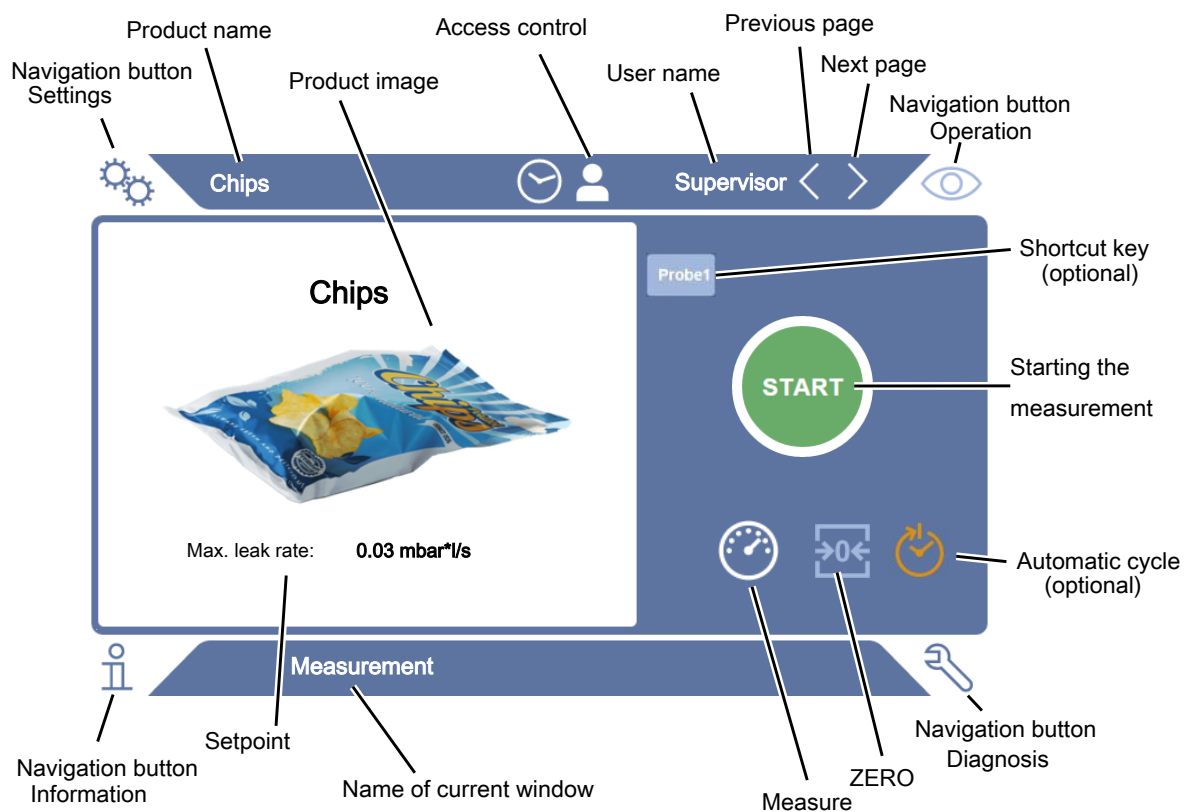 Product name
Access control
Previous page
Navigation button
Settings
Product image
User name
Next page
Navigation button
Operation
Chips
Supervisor
Chips
Probe1
Shortcut key
(optional)
Chips
START
Starting the
measurement
Max. leak rate: 0.03 mbar*l/s
→0←
Automatic cycle
(optional)
Measurement
Setpoint
Navigation button
Diagnosis
Navigation button
Information
Name of current window
ZERO
Measure